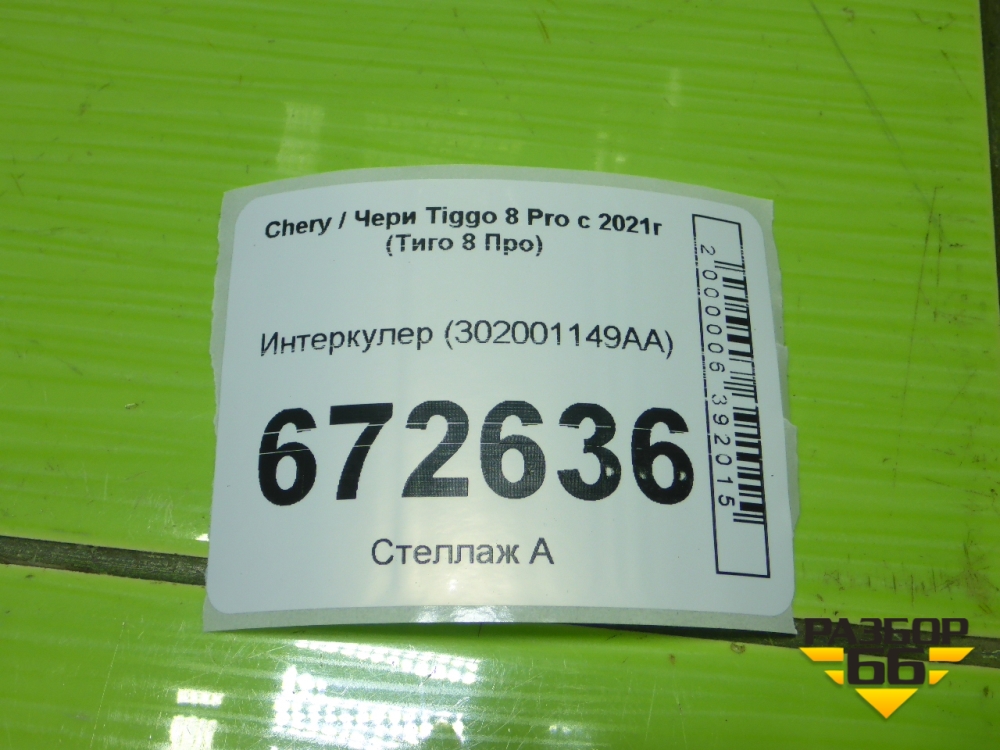 Chery / Чери Tiggo 8 Pro с 2021г
(Тиго 8 Про)
Интеркулер (302001149AA)
672636
Стеллаж А
2000006392015
РАЗБОР
66